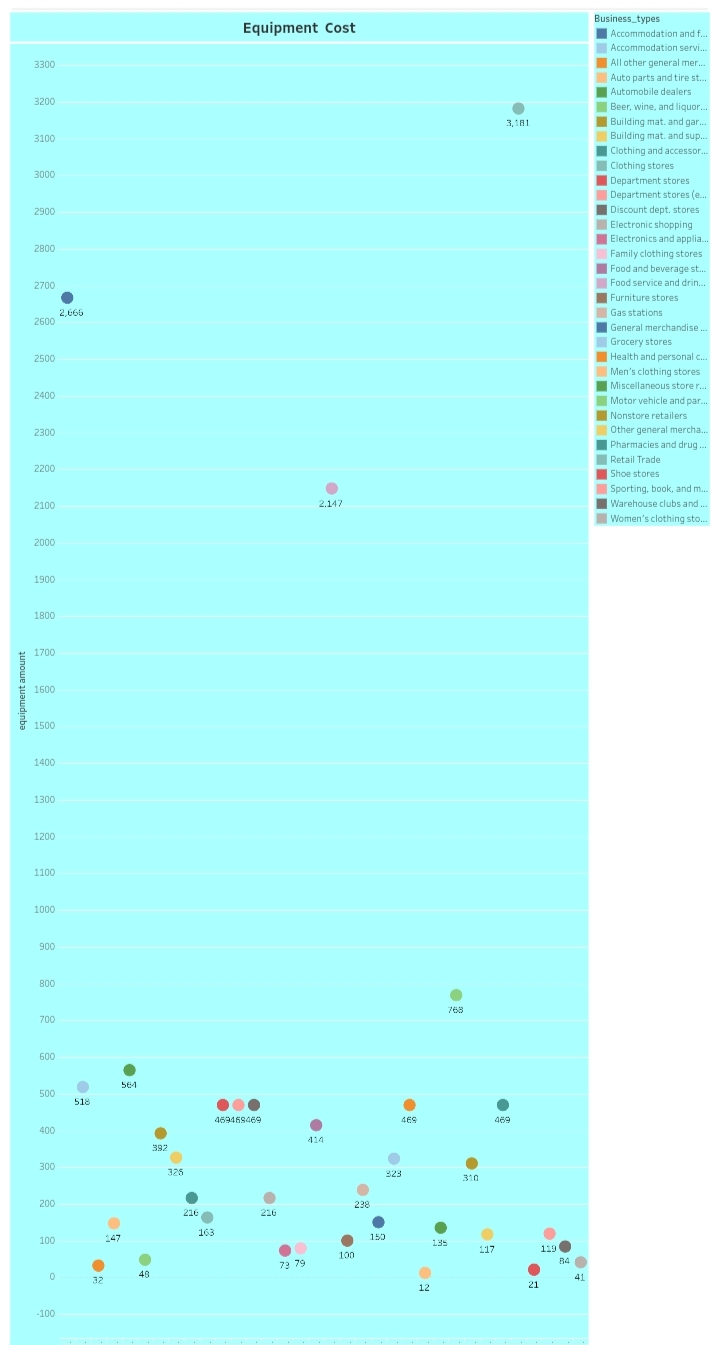 Equipment Cost
Business_types
Accommodation and f...
Accommodation servi...
All other general mer...
Auto parts and tire st...
Automobile dealers
Beer, wine, and liquor...
Building mat. and gar...
Building mat. and sup...
Clothing and accessor...
Clothing stores
Department stores
Department stores (e...
Discount dept. stores
Electronic shopping
Electronics and applia...
Family clothing stores
Food and beverage st...
Food service and drin...
Furniture stores
Gas stations
General merchandise ...
Grocery stores
Health and personal c...
Men's clothing stores
Miscellaneous store r...
Motor vehicle and par...
Nonstore retailers
Other general mercha...
Pharmacies and drug ...
Retail Trade
Shoe stores
Sporting, book, and m...
Warehouse clubs and ...
Women's clothing sto...
equipment amount
3300
3200
3100
3000
2900
2800
2700
2600
2500
2400
2300
2200
2100
2000
1900
1800
1700
1600
1500
1400
1300
1200
1100
1000
900
800
700
600
500
400
300
200
100
0
-100
3,181
2,666
2,147
768
564
518
469 469 469
469
469
414
392
326
323
310
238
216
216
163
150
147
135
119
117
100
84
79
73
48
41
32
21
12